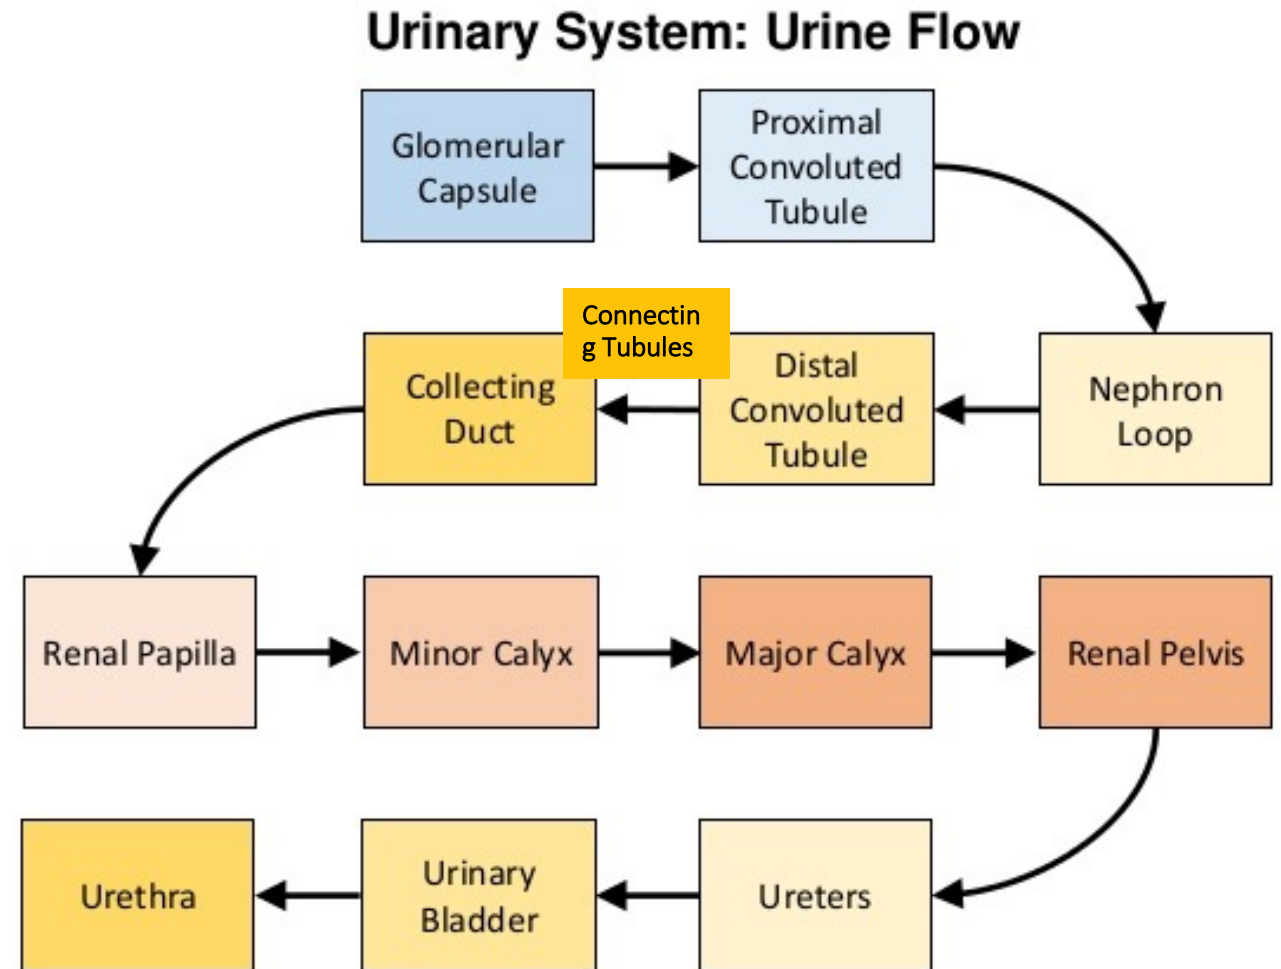 Urinary System: Urine Flow
Glomerular
Capsule
Proximal
Convoluted
Tubule
Connectin
g Tubules
Collecting
Duct
Distal
Convoluted
Tubule
Nephron
Loop
Renal Papilla
Minor Calyx
Major Calyx
Renal Pelvis
Urethra
Urinary
Bladder
Ureters